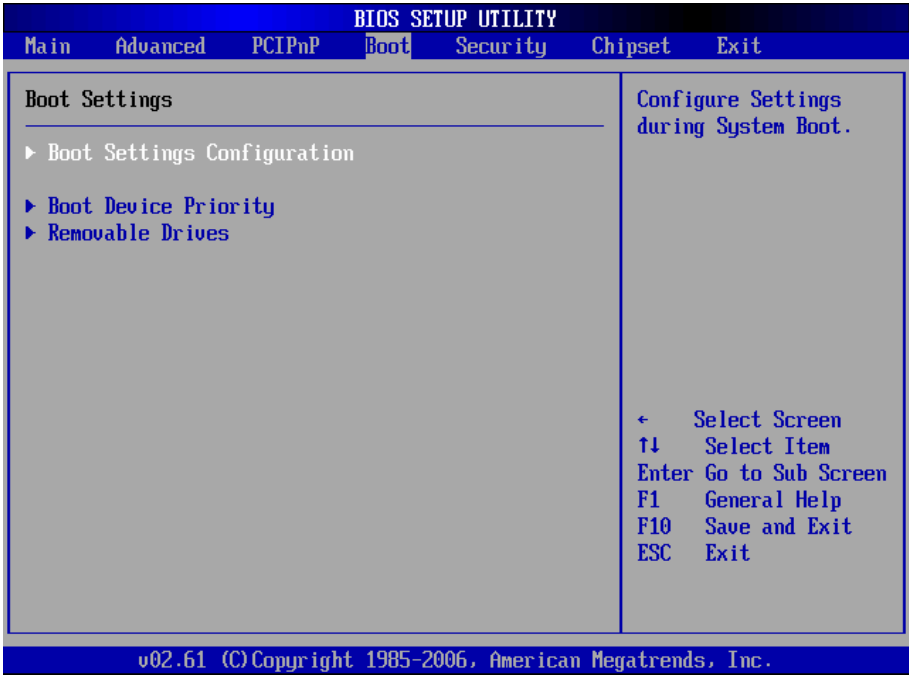 BIOS SETUP UTILITY
Main Advanced PCIPnP Boot Security Chipset Exit
Boot Settings
▶ Boot Settings Configuration
▶ Boot Device Priority
▶ Removable Drives
Configure Settings
during System Boot.
← Select Screen
↑↓ Select Item
Enter Go to Sub Screen
F1 General Help
F10 Save and Exit
ESC Exit
v02.61 (C)Copyright 1985-2006, American Megatrends, Inc.